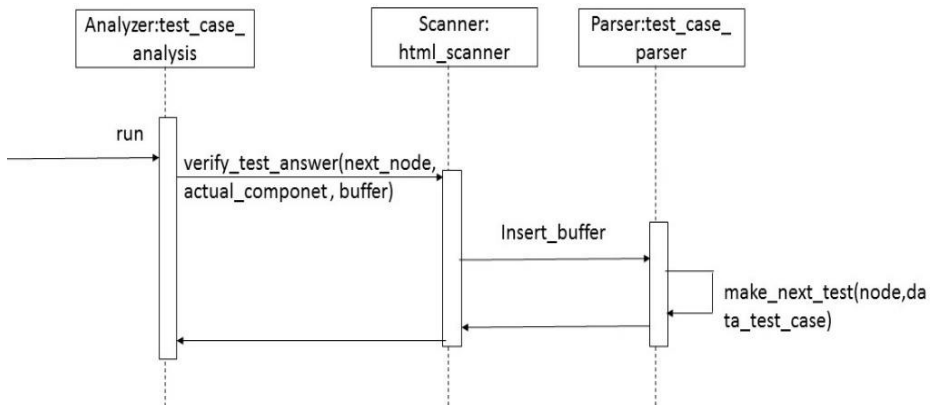 Analyzer:test_case_
analysis
Scanner:
html_scanner
Parser:test_case_
parser
run
verify_test_answer(next_node,
actual_componet, buffer)
Insert_buffer
make_next_test(node,da
ta_test_case)